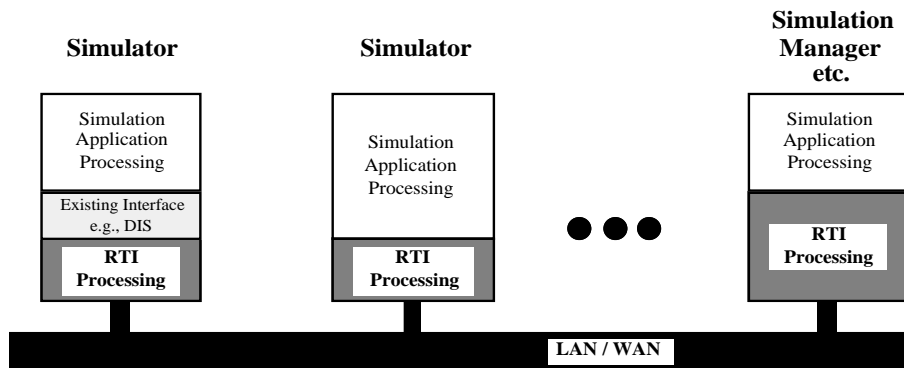 Simulator
Simulator
Simulation
Manager
etc.
Simulation
Application
Processing
Existing Interface
e.g., DIS
RTI
Processing
Simulation
Application
Processing
RTI
Processing
Simulation
Application
Processing
RTI
Processing
LAN / WAN